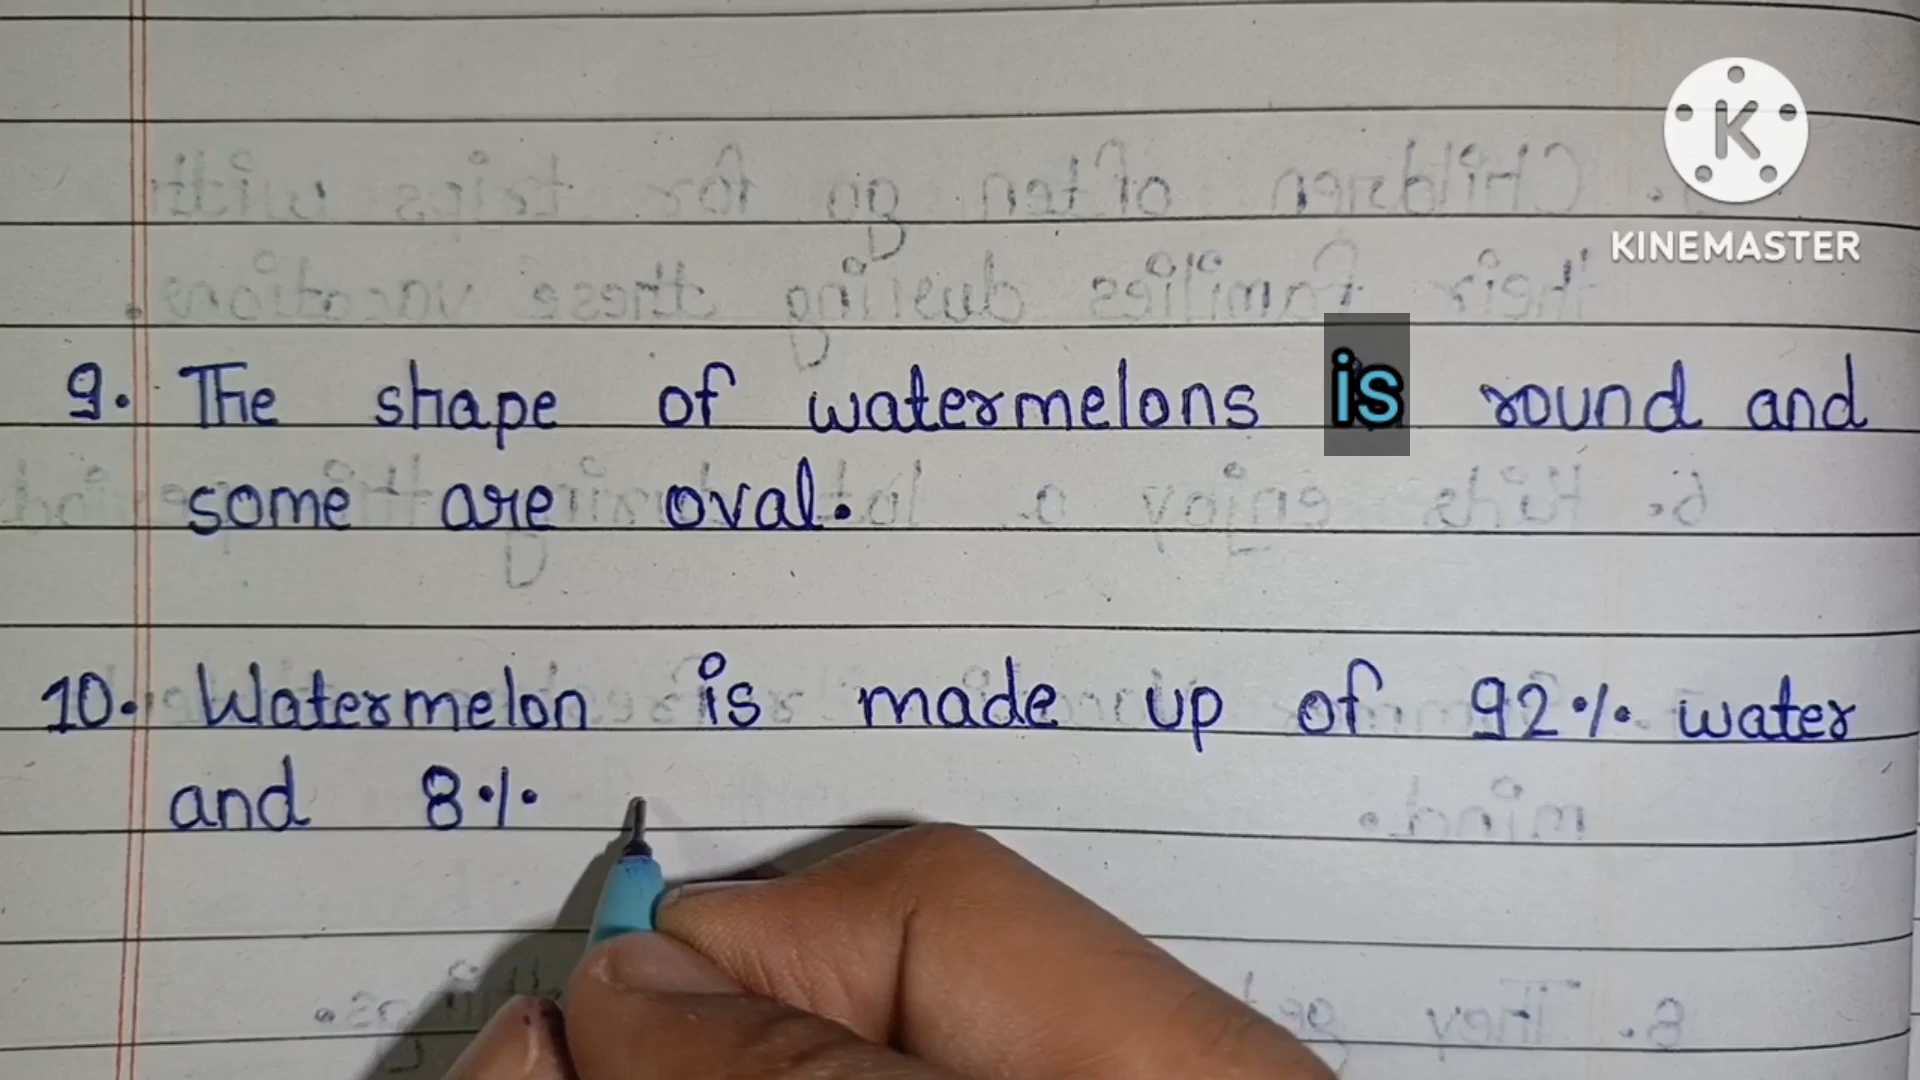 K
KINEMASTER
9. The shape of watermelons is round and
some are oval.
10. Watermelon is made up of 92% water
and 8%